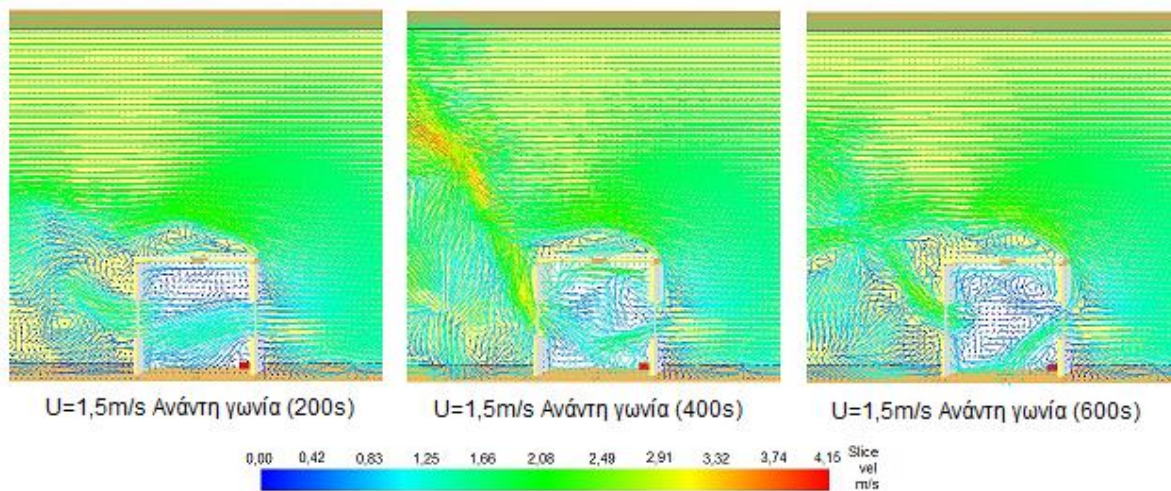 U=1,5m/s Ανάντη γωνία (200s)
U=1,5m/s Ανάντη γωνία (400s)
U=1,5m/s Ανάντη γωνία (600s)
0,00 0,42 0,83 1,25 1,66 2,08 2,49 2,91 3,32 3,74 4,15
Slice
vel
m/s